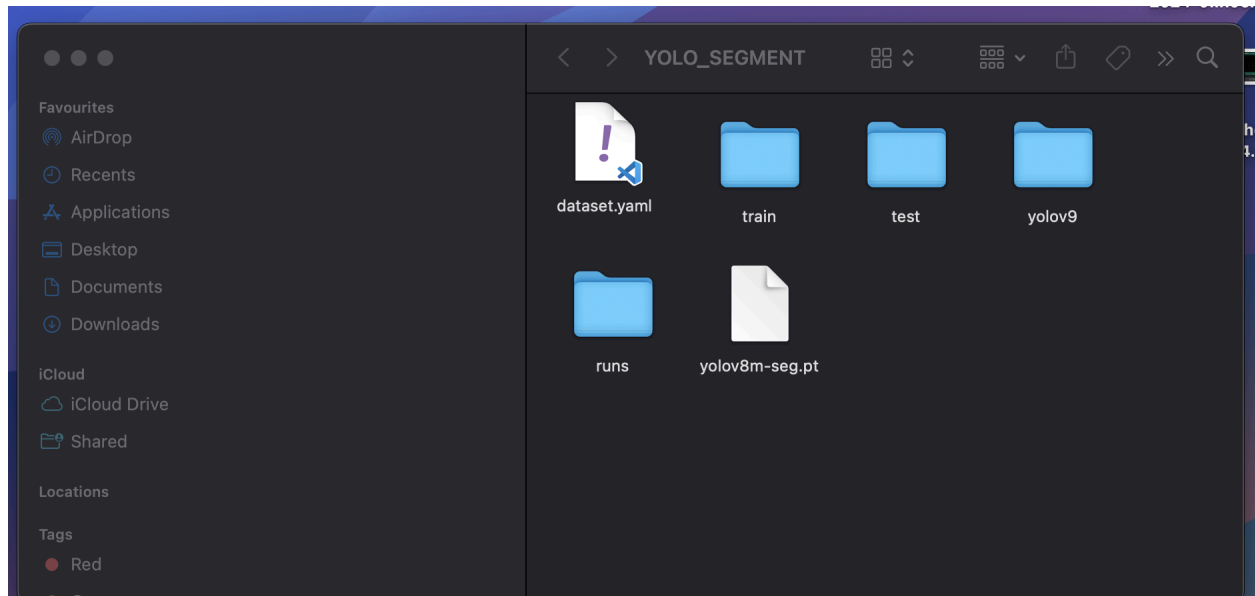 YOLO_SEGMENT
Favourites
AirDrop
Recents
Applications
Desktop
Documents
Downloads
iCloud
iCloud Drive
Shared
Locations
Tags
Red
dataset.yaml
train
test
yolov9
runs
yolov8m-seg.pt